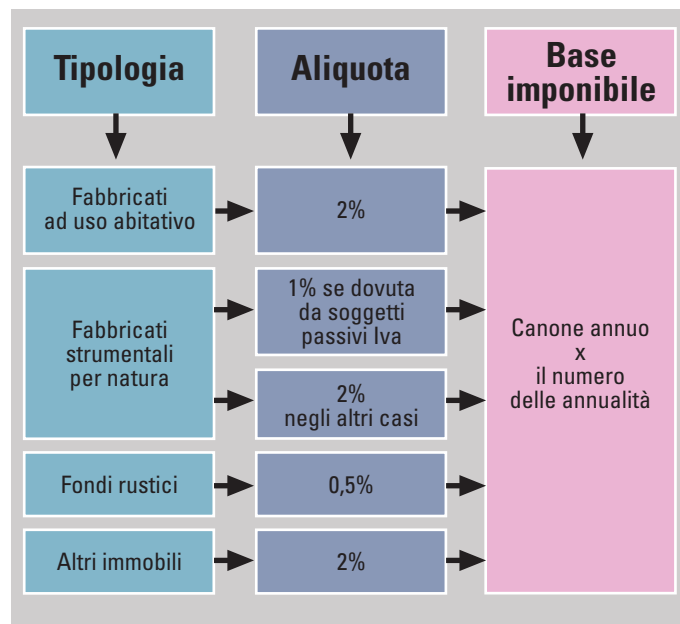 Tipologia
Aliquota
Base
imponibile
Fabbricati
ad uso abitativo
2%
Fabbricati
strumentali
per natura
1% se dovuta
da soggetti
passivi Iva
2%
negli altri casi
Fondi rustici
0,5%
Altri immobili
2%
Canone annuo
x
il numero
delle annualità